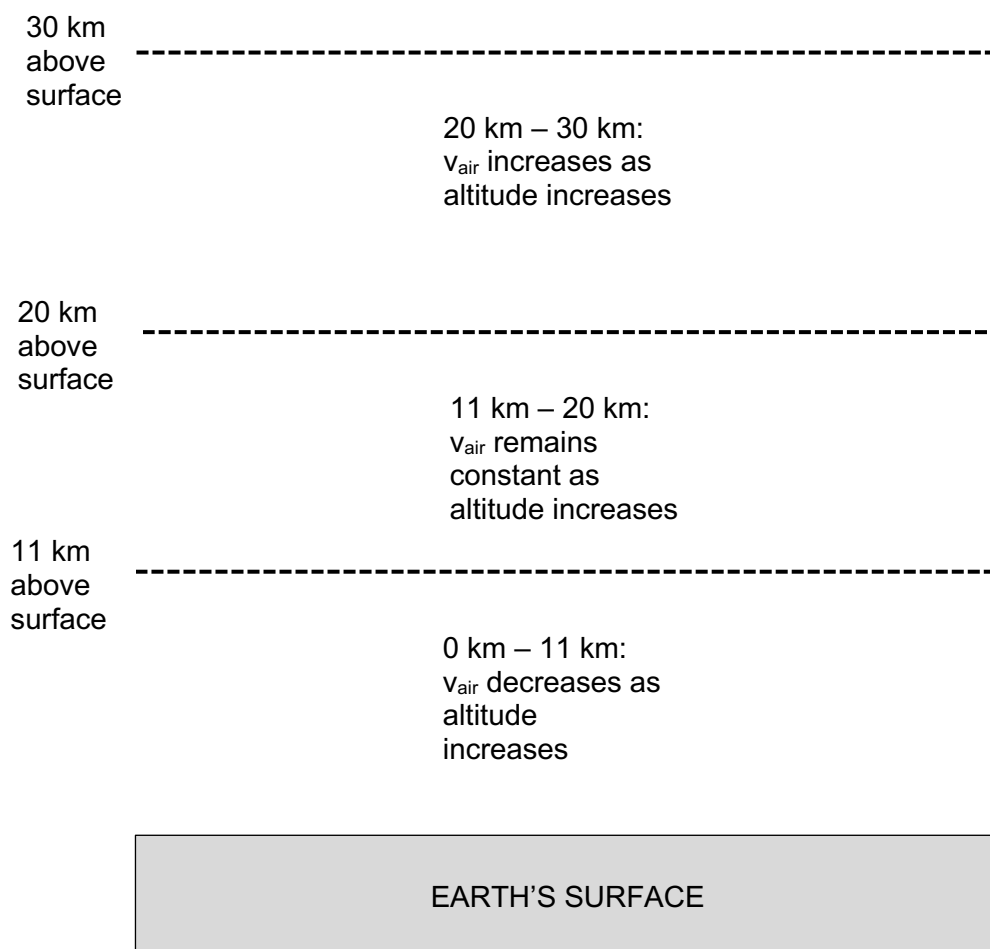 30 km
above
surface
20 km – 30 km:
vair increases as
altitude increases
20 km
above
surface
11 km – 20 km:
vair remains
constant as
altitude increases
11 km
above
surface
0 km – 11 km:
vair decreases as
altitude
increases
EARTH'S SURFACE